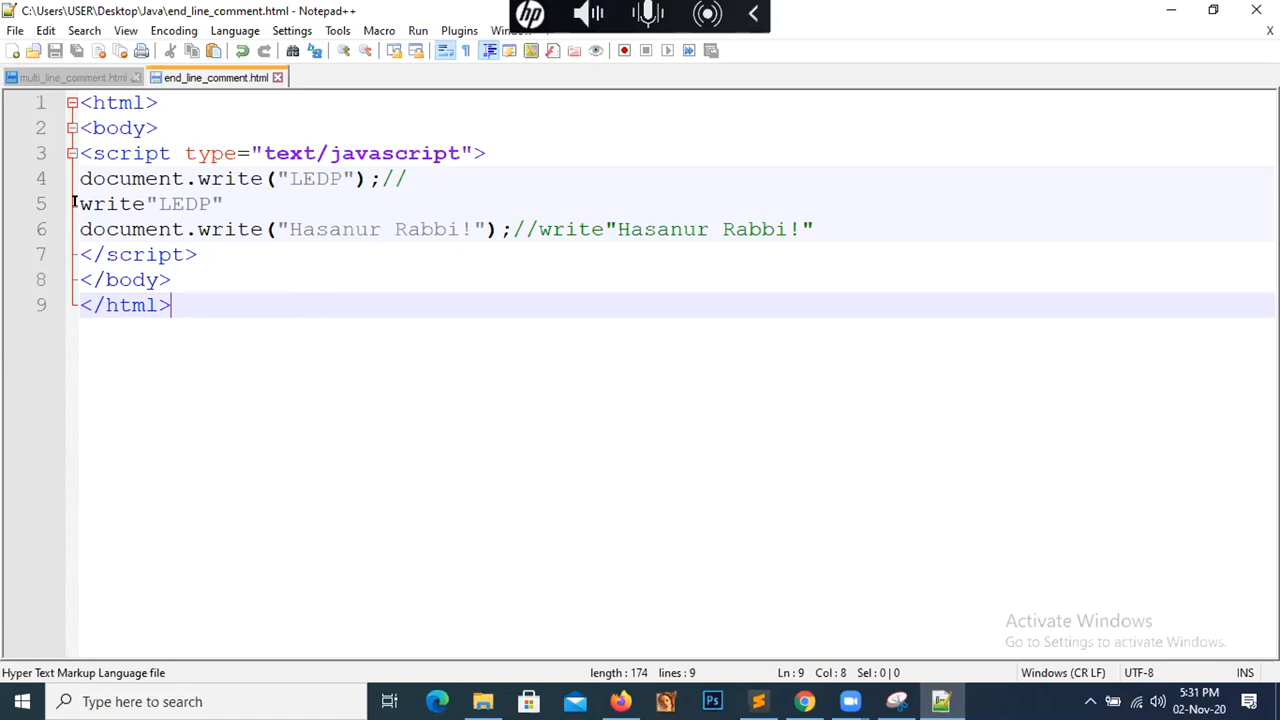 C:\Users\USER\Desktop\Java\end_line_comment.html - Notepad++
hp
File Edit Search View Encoding Language Settings Tools Macro Run Plugins Window
X
multi_line_comment.html end_line_comment.html
1 <html>
2 <body>
3 <script type="text/javascript">
4 document.write("LEDP");//
5 write"LEDP"
6 document.write("Hasanur Rabbi!");//write"Hasanur Rabbi!"
7 </script>
8 </body>
9 </html>
Activate Windows
Go to Settings to activate Windows.
Hyper Text Markup Language file length : 174 lines : 9 Ln : 9 Col : 8 Sel : 0 | 0 Windows (CR LF) UTF-8 INS
Type here to search
Ps
5:31 PM
02-Nov-20